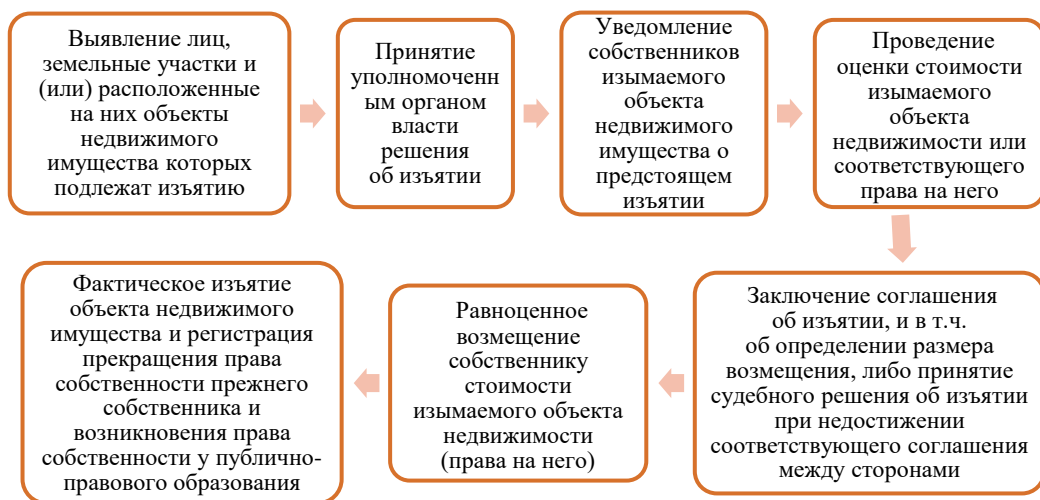 Выявление лиц,
земельные участки и
(или) расположенные
на них объекты
недвижимого
имущества которых
подлежат изъятию
Принятие
уполномоченн
ым органом
власти
решения
об изъятии
Уведомление
собственников
изымаемого
объекта
недвижимого
имущества о
предстоящем
изъятии
Проведение
оценки стоимости
изымаемого
объекта
недвижимости или
соответствующего
права на него
Заключение соглашения
об изъятии, и в т.ч.
об определении размера
возмещения, либо принятие
судебного решения об изъятии
при недостижении
соответствующего соглашения
между сторонами
Равноценное
возмещение
собственнику
стоимости
изымаемого объекта
недвижимости
(права на него)
Фактическое изъятие
объекта недвижимого
имущества и регистрация
прекращения права
собственности прежнего
собственника и
возникновения права
собственности у публично-
правового образования